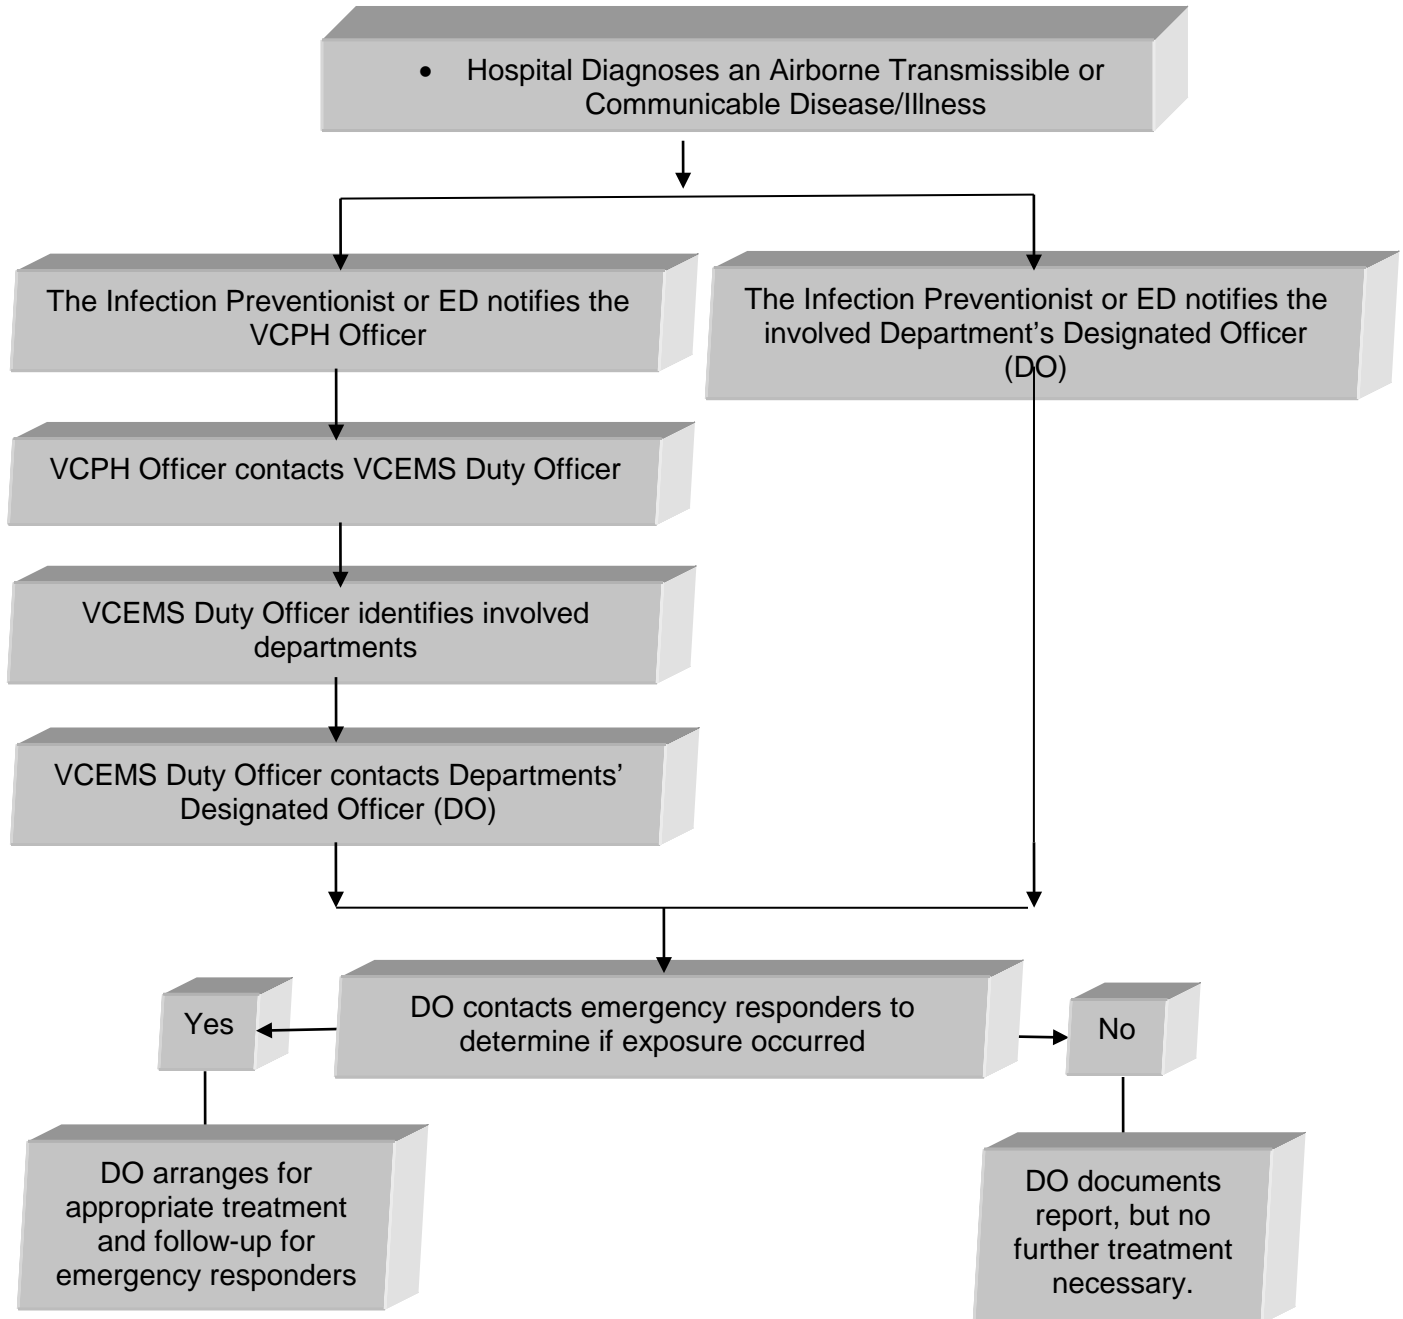 • Hospital Diagnoses an Airborne Transmissible or
Communicable Disease/Illness
The Infection Preventionist or ED notifies the
VCPH Officer
The Infection Preventionist or ED notifies the
involved Department’s Designated Officer
(DO)
VCPH Officer contacts VCEMS Duty Officer
VCEMS Duty Officer identifies involved
departments
VCEMS Duty Officer contacts Departments’
Designated Officer (DO)
DO contacts emergency responders to
determine if exposure occurred
Yes
No
DO arranges for
appropriate treatment
and follow-up for
emergency responders
DO documents
report, but no
further treatment
necessary.